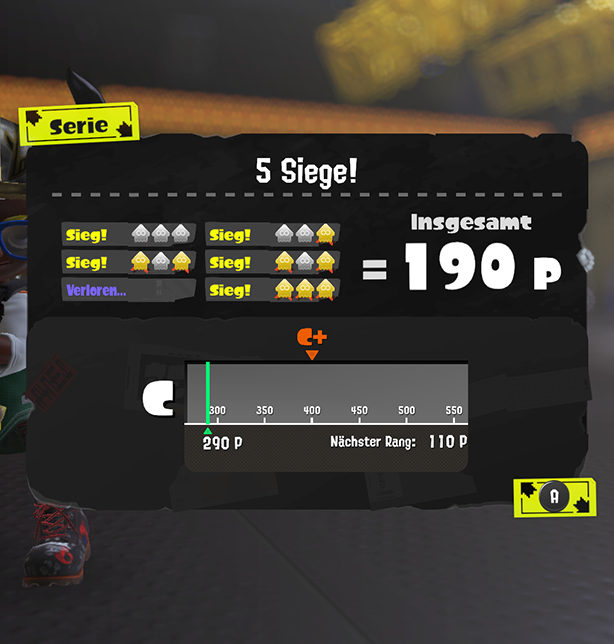 Serie
5 Siege!
Sieg! Sieg!
Sieg! Sieg!
Verloren... Sieg!
Insgesamt
= 190 P
C+
C
300 350 400 450 500 550
290 P Nächster Rang: 110 P
A